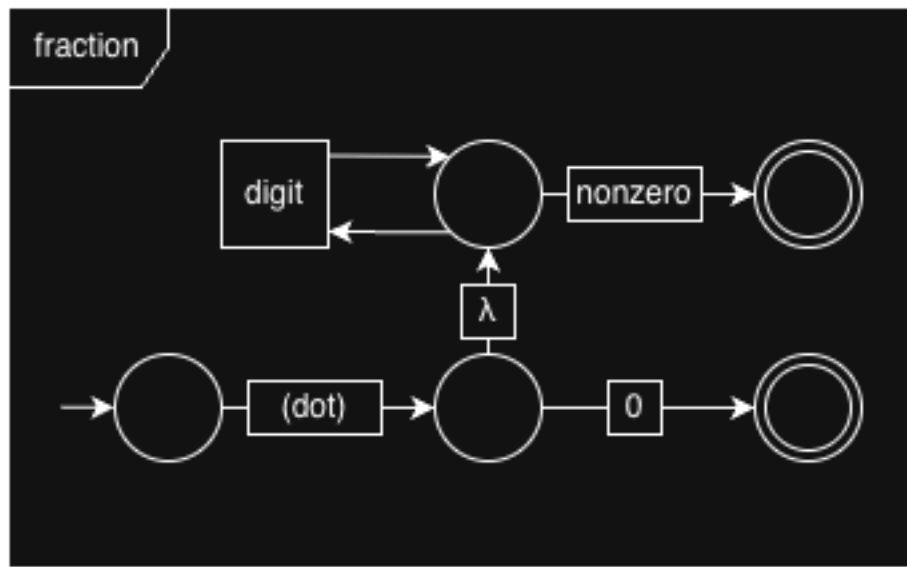 fraction
digit
nonzero
λ
(dot)
0